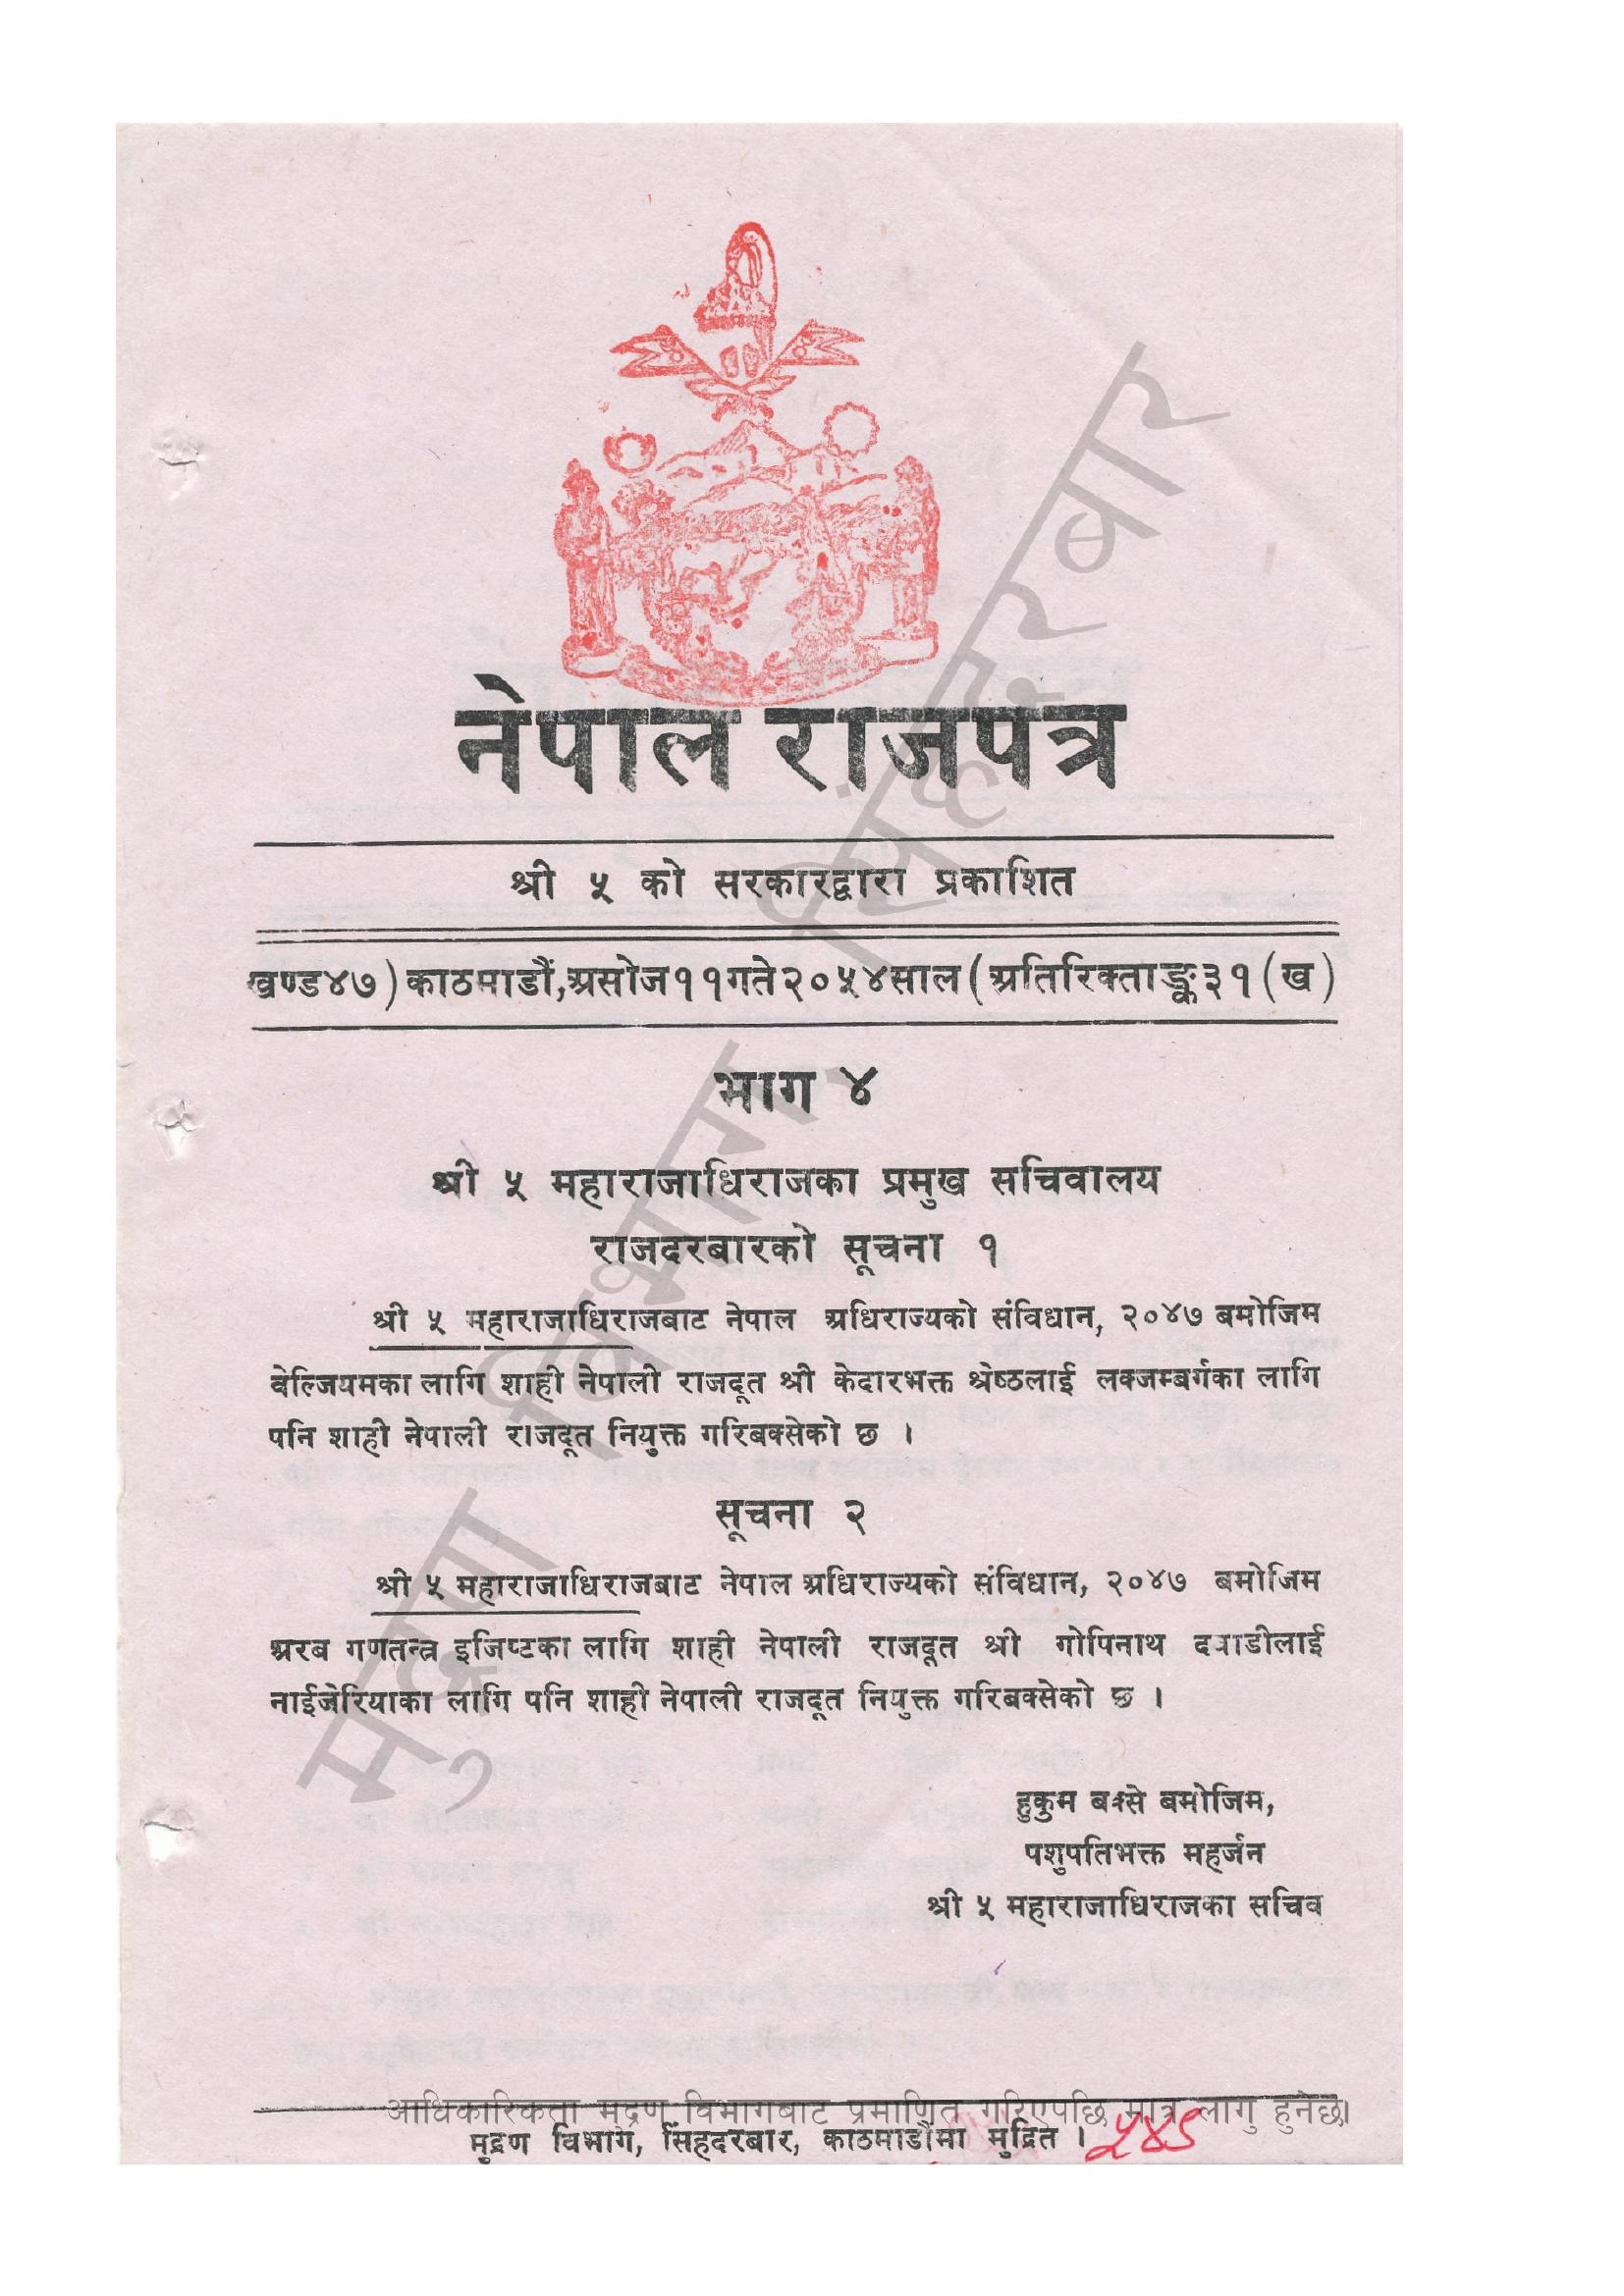 नेपाल राजपत्र
श्री ५ को सरकारद्वारा प्रकाशित
खण्ड४७) काठमाडौं,असोज११गते२०५४साल (अतिरिक्ताङ्क३१(ख)
भाग ४
श्री ५ महाराजाधिराजका प्रमुख सचिवालय
राजदरबारको सूचना १
श्री ५ महाराजाधिराजबाट नेपाल अधिराज्यको संविधान, २०४७ बमोजिम
वेल्जियमका लागि शाही नेपाली राजदूत श्री केदारभक्त श्रेष्ठलाई लक्जम्बर्गका लागि
पनि शाही नेपाली राजदूत नियुक्त गरिबक्सेको छ ।
सूचना २
श्री ५ महाराजाधिराजबाट नेपाल अधिराज्यको संविधान, २०४७ बमोजिम
अरब गणतन्त्र इजिप्टका लागि शाही नेपाली राजदूत श्री गोपिनाथ दवाडीलाई
नाईजेरियाका लागि पनि शाही नेपाली राजदूत नियुक्त गरिबक्सेको छ ।
हुकुम बक्से बमोजिम,
पशुपतिभक्त महर्जन
श्री ५ महाराजाधिराजका सचिव
आधिकारिकता मुद्रण विभागबाट प्रमाणित गरिएपछि मात्र लागु हुनेछ।
मुद्रण विभाग, सिंहदरबार, काठमाडौंमा मुद्रित ।
मुद्रण विभाग, सिंहदरबार